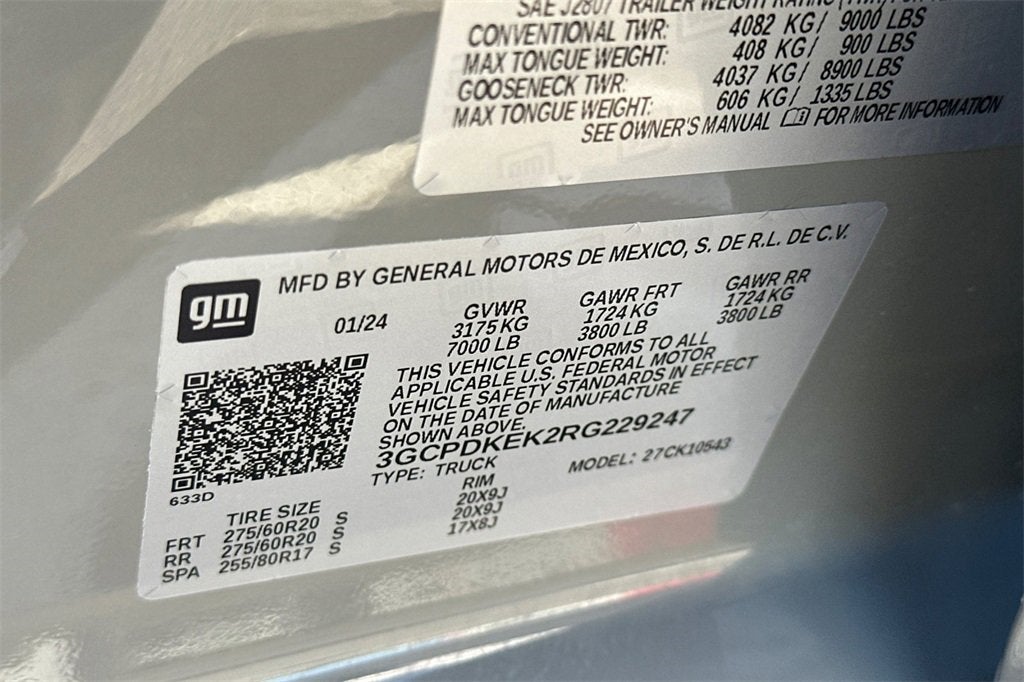 SAE J2807 TRAILER WEIGHT RATING (TWR)
CONVENTIONAL TWR: 4082 KG/ 9000 LBS
MAX TONGUE WEIGHT: 408 KG/ 900 LBS
GOOSENECK TWR: 4037 KG/ 8900 LBS
MAX TONGUE WEIGHT: 606 KG/ 1335 LBS
SEE OWNER'S MANUAL FOR MORE INFORMATION
gm
MFD BY GENERAL MOTORS DE MEXICO, S. DE R.L. DE C.V.
01/24 GVWR GAWR FRT GAWR RR
3175 KG 1724 KG 1724 KG
7000 LB 3800 LB 3800 LB
THIS VEHICLE CONFORMS TO ALL
APPLICABLE U.S. FEDERAL MOTOR
VEHICLE SAFETY STANDARDS IN EFFECT
ON THE DATE OF MANUFACTURE
SHOWN ABOVE.
3GCPDKEK2RG229247
TYPE: TRUCK MODEL: 27CK10543
633D
TIRE SIZE RIM
FRT 275/60R20 S 20X9J
RR 275/60R20 S 20X9J
SPA 255/80R17 S 17X8J